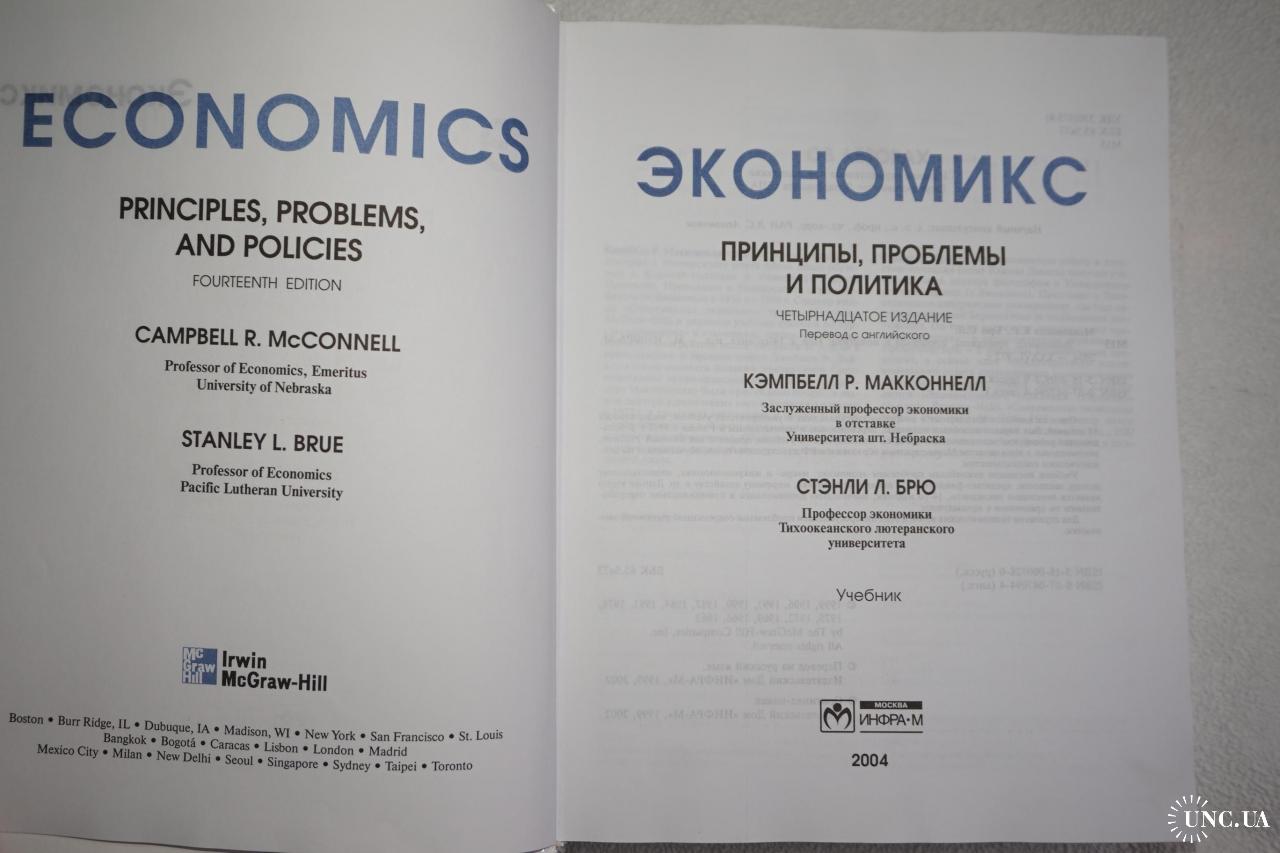 ECONOMICS
PRINCIPLES, PROBLEMS,
AND POLICIES
FOURTEENTH EDITION
CAMPBELL R. McCONNELL
Professor of Economics, Emeritus
University of Nebraska
STANLEY L. BRUE
Professor of Economics
Pacific Lutheran University
Mc
Graw
Hill
Irwin
McGraw-Hill
Boston • Burr Ridge, IL • Dubuque, IA • Madison, WI • New York • San Francisco • St. Louis
Bangkok • Bogotá • Caracas • Lisbon • London • Madrid
Mexico City • Milan • New Delhi • Seoul • Singapore • Sydney • Taipei • Toronto
ЭКОНОМИКС
ПРИНЦИПЫ, ПРОБЛЕМЫ
И ПОЛИТИКА
ЧЕТЫРНАДЦАТОЕ ИЗДАНИЕ
Перевод с английского
КЭМПБЕЛЛ Р. МАККОННЕЛЛ
Заслуженный профессор экономики
в отставке
Университета шт. Небраска
СТЭНЛИ Л. БРЮ
Профессор экономики
Тихоокеанского лютеранского
университета
Учебник
МОСКВА
ИНФРА-М
2004
UNC.UA